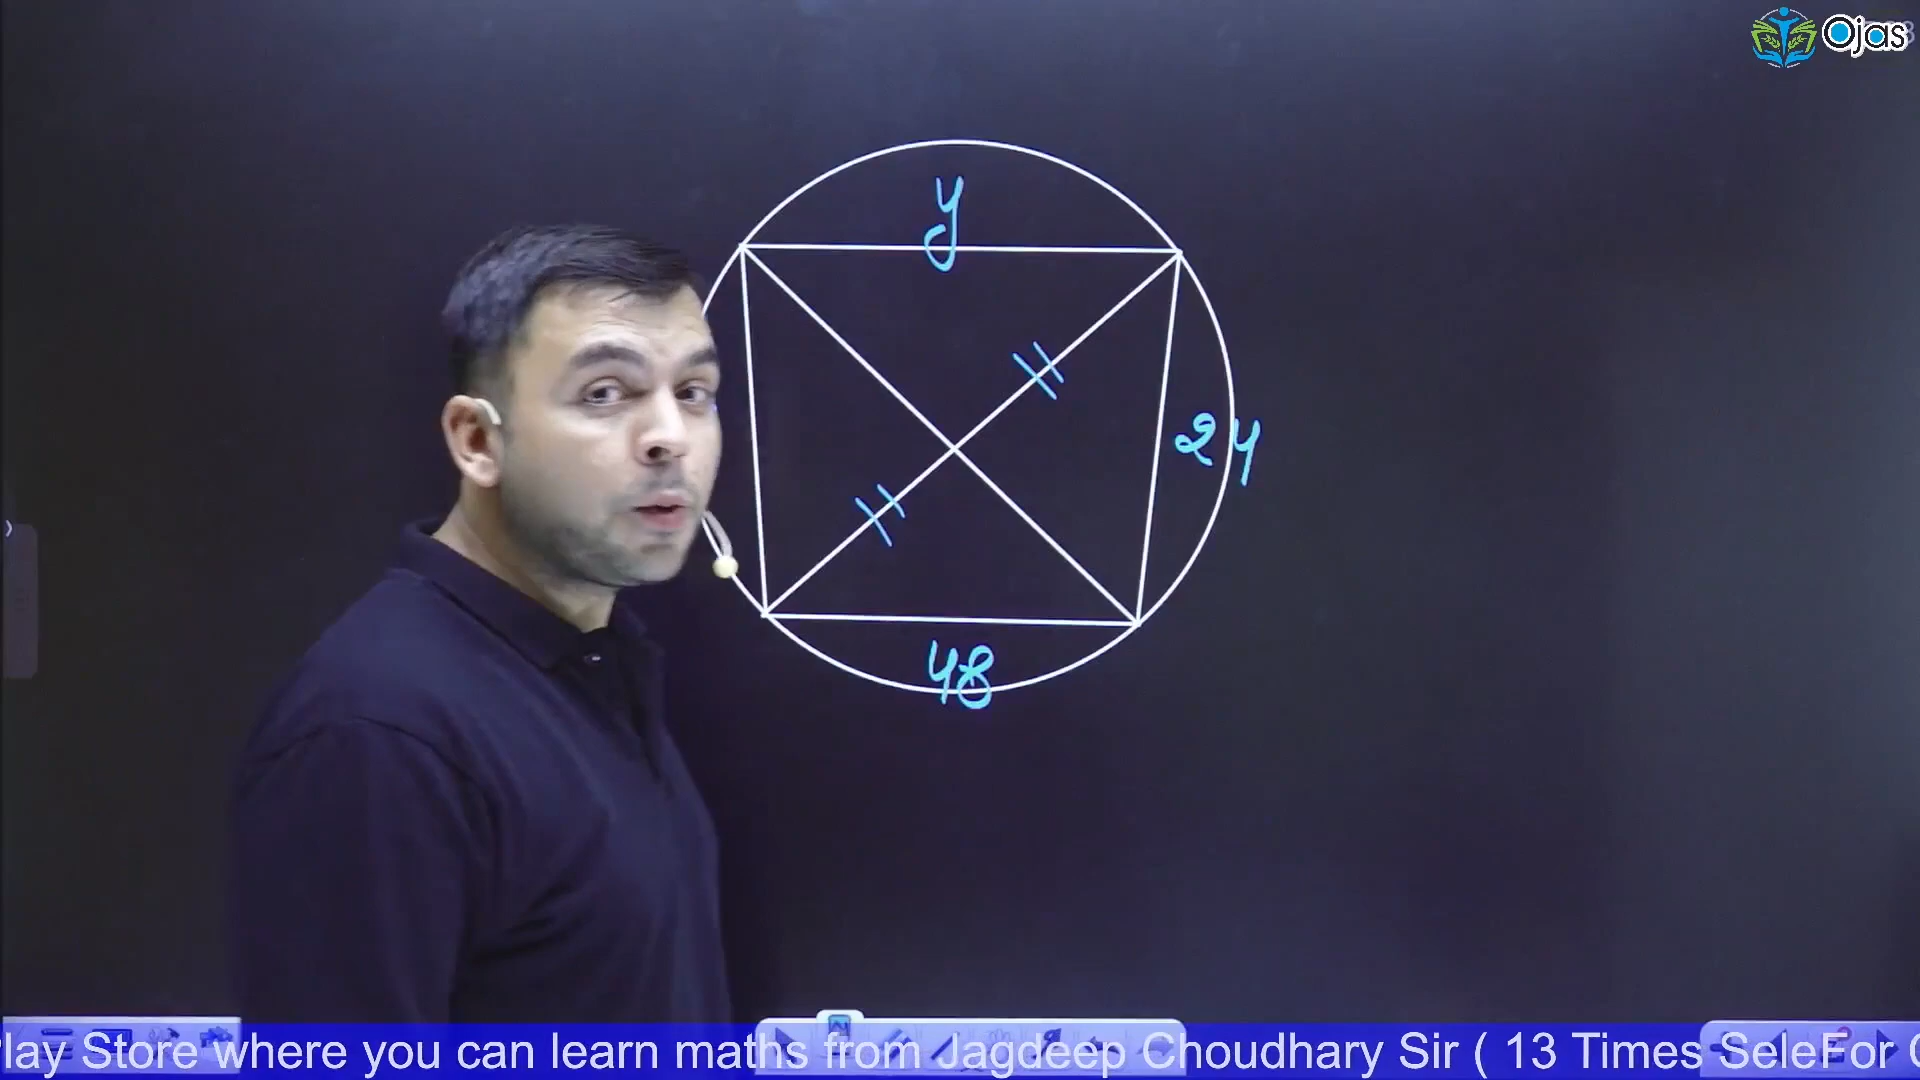 Ojas
y
24
48
lay Store where you can learn maths from Jagdeep Choudhary Sir ( 13 Times SeleFor